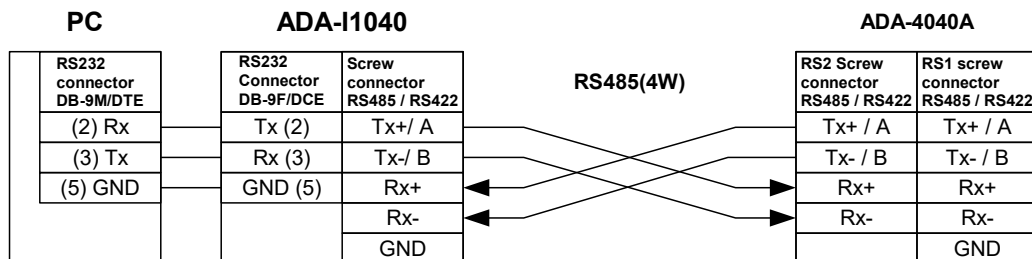 PC
ADA-I1040
ADA-4040A
RS485(4W)
RS232
connector
DB-9M/DTE
(2) Rx
(3) Tx
(5) GND
RS232
Connector
DB-9F/DCE
Tx (2)
Rx (3)
GND (5)
Screw
connector
RS485 / RS422
Tx+/ A
Tx-/ B
Rx+
Rx-
GND
RS2 Screw
connector
RS485 / RS422
Tx+ / A
Tx- / B
Rx+
Rx-
RS1 screw
connector
RS485 / RS422
Tx+ / A
Tx- / B
Rx+
Rx-
GND